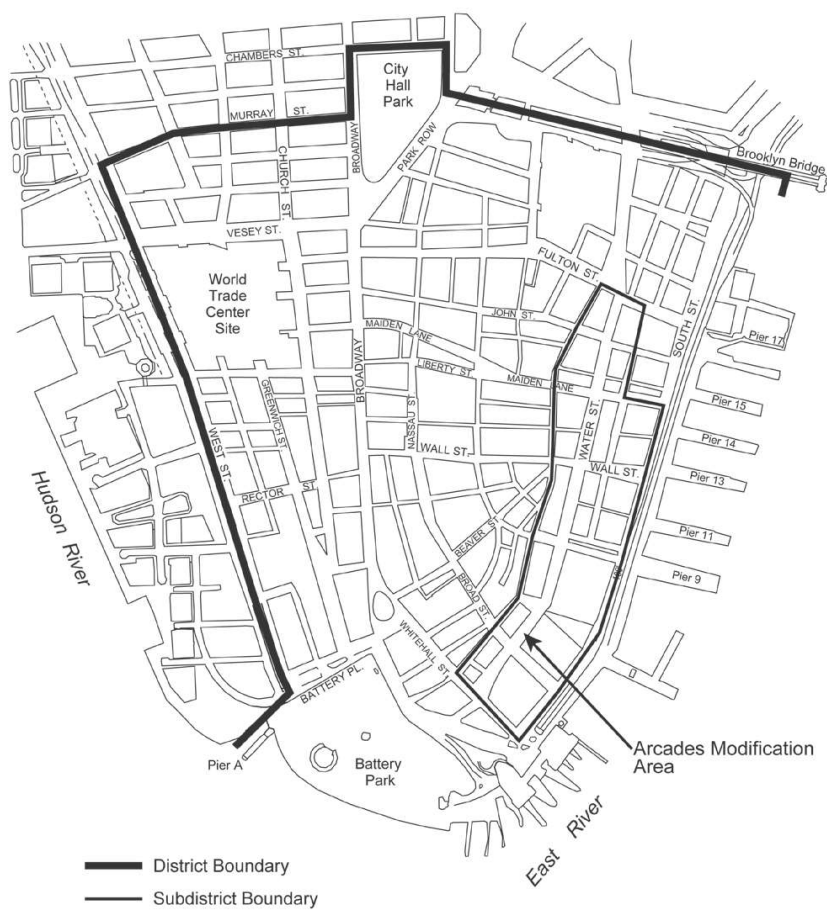 CHAMBERS ST.
City
Hall
Park
MURRAY ST.
BROADWAY
PARK ROW
Brooklyn Bridge
CHURCH ST.
VESEY ST.
FULTON ST.
World
Trade
Center
Site
JOHN ST.
SOUTH ST.
Pier 17
MAIDEN LANE
LIBERTY ST
MAIDEN LANE
BROADWAY
GREENWICH ST.
NASSAU ST
WATER ST.
Pier 15
WEST ST.
WALL ST.
Pier 14
WALL ST.
Pier 13
RECTOR ST
Hudson River
BEAVER ST
Pier 11
BROAD ST.
Pier 9
WHITEHALL ST.
BATTERY PL.
Pier A
Battery
Park
Arcades Modification
Area
East River
District Boundary
Subdistrict Boundary